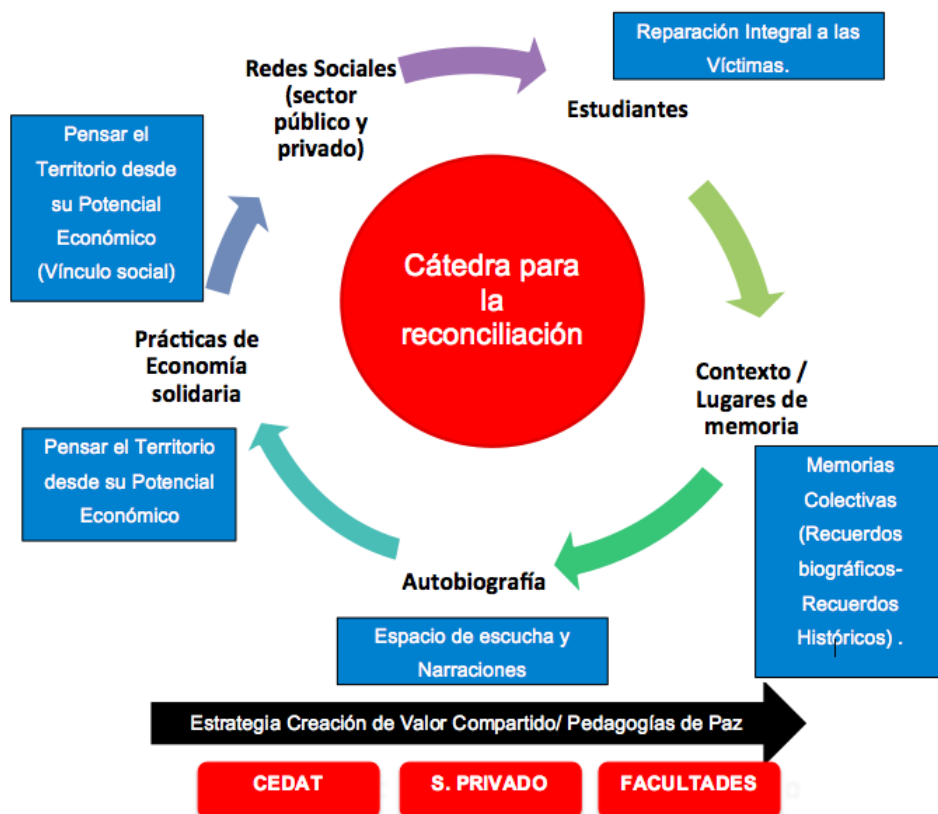 Redes Sociales
(sector
público y
privado)
Reparación Integral a las
Víctimas.
Estudiantes
Pensar el
Territorio desde
su Potencial
Económico
(Vínculo social)
Cátedra para
la
reconciliación
Prácticas de
Economía
solidaria
Contexto /
Lugares de
memoria
Pensar el Territorio
desde su Potencial
Económico
Memorias
Colectivas
(Recuerdos
biográficos-
Recuerdos
Históricos) .
Autobiografía
Espacio de escucha y
Narraciones
Estrategia Creación de Valor Compartido/ Pedagogías de Paz
CEDAT
S. PRIVADO
FACULTADES